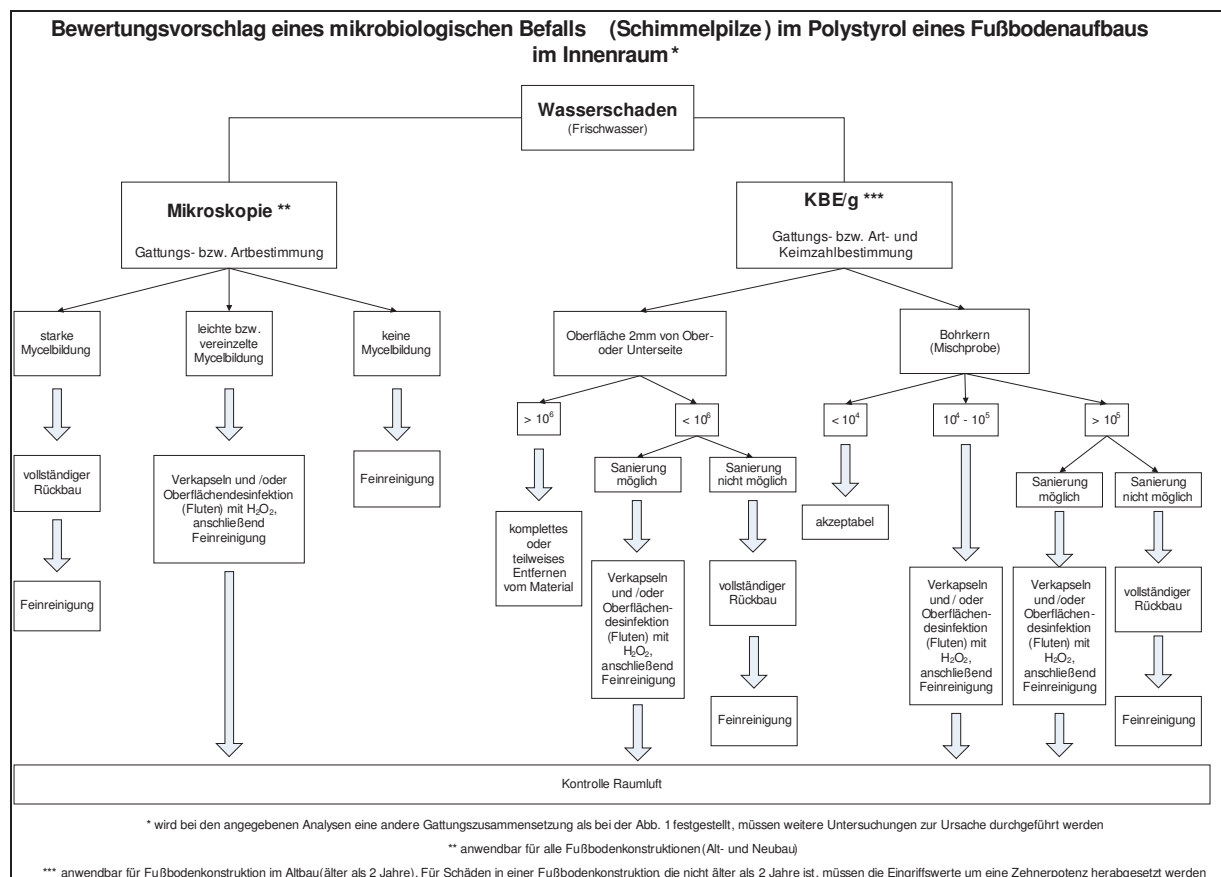 Bewertungsvorschlag eines mikrobiologischen Befalls (Schimmelpilze) im Polystyrol eines Fußbodenaufbaus
im Innenraum *
Wasserschaden
(Frischwasser)
Mikroskopie **
Gattungs- bzw. Artbestimmung
KBE/g ***
Gattungs- bzw. Art- und
Keimzahlbestimmung
starke
Mycelbildung
leichte bzw.
vereinzelte
Mycelbildung
keine
Mycelbildung
Oberfläche 2mm von Ober-
oder Unterseite
Bohrkern
(Mischprobe)
> 10⁶
< 10⁶
< 10⁴
10⁴ - 10⁵
> 10⁵
vollständiger
Rückbau
Verkapseln und /oder
Oberflächendesinfektion
(Fluten) mit H₂O₂,
anschließend
Feinreinigung
Feinreinigung
Sanierung
möglich
Sanierung
nicht möglich
akzeptabel
Sanierung
möglich
Sanierung
nicht möglich
komplettes
oder
teilweises
Entfernen
vom Material
Feinreinigung
Verkapseln
und /oder
Oberflächen-
desinfektion
(Fluten) mit
H₂O₂,
anschließend
Feinreinigung
vollständiger
Rückbau
Verkapseln
und / oder
Oberflächen-
desinfektion
(Fluten) mit
H₂O₂,
anschließend
Feinreinigung
Verkapseln
und /oder
Oberflächen-
desinfektion
(Fluten) mit
H₂O₂,
anschließend
Feinreinigung
vollständiger
Rückbau
Feinreinigung
Feinreinigung
Kontrolle Raumluft
* wird bei den angegebenen Analysen eine andere Gattungszusammensetzung als bei der Abb. 1 festgestellt, müssen weitere Untersuchungen zur Ursache durchgeführt werden
** anwendbar für alle Fußbodenkonstruktionen (Alt- und Neubau)
*** anwendbar für Fußbodenkonstruktion im Altbau (älter als 2 Jahre). Für Schäden in einer Fußbodenkonstruktion, die nicht älter als 2 Jahre ist, müssen die Eingriffswerte um eine Zehnerpotenz herabgesetzt werden